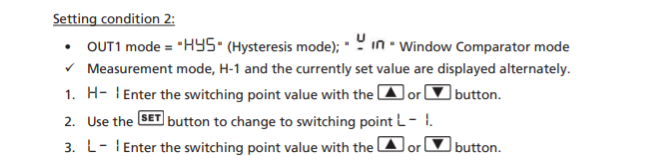 Setting condition 2:
• OUT1 mode = "HYS" (Hysteresis mode); " Win " Window Comparator mode
✓ Measurement mode, H-1 and the currently set value are displayed alternately.
1. H- 1 Enter the switching point value with the ▲ or ▼ button.
2. Use the SET button to change to switching point L- 1.
3. L- 1 Enter the switching point value with the ▲ or ▼ button.